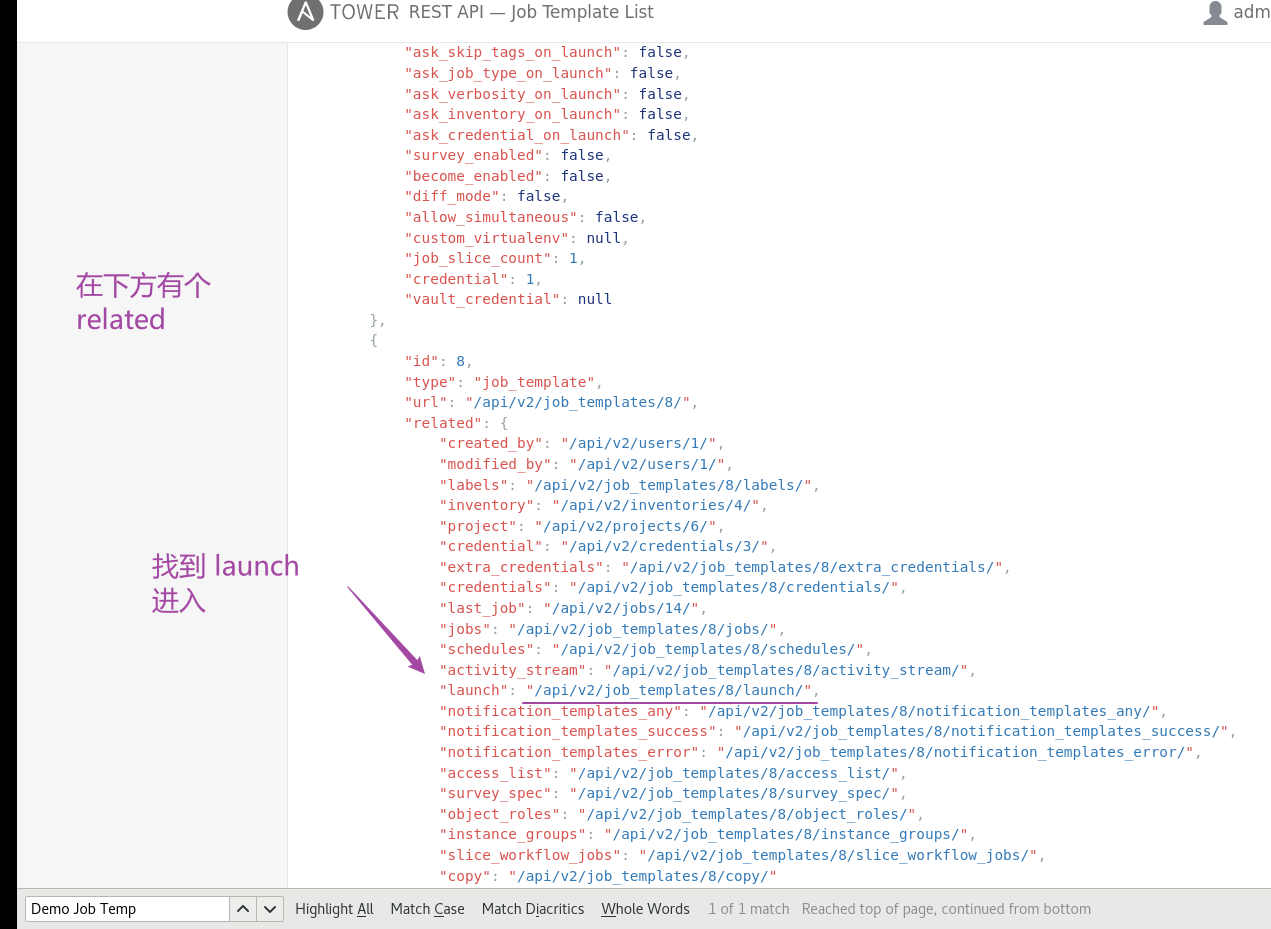 TOWER REST API — Job Template List
adm
"ask_skip_tags_on_launch": false,
"ask_job_type_on_launch": false,
"ask_verbosity_on_launch": false,
"ask_inventory_on_launch": false,
"ask_credential_on_launch": false,
"survey_enabled": false,
"become_enabled": false,
"diff_mode": false,
"allow_simultaneous": false,
"custom_virtualenv": null,
"job_slice_count": 1,
"credential": 1,
"vault_credential": null
},
{
在下方有个
related
"id": 8,
"type": "job_template",
"url": "/api/v2/job_templates/8/",
"related": {
"created_by": "/api/v2/users/1/",
"modified_by": "/api/v2/users/1/",
"labels": "/api/v2/job_templates/8/labels/",
"inventory": "/api/v2/inventories/4/",
"project": "/api/v2/projects/6/",
"credential": "/api/v2/credentials/3/",
"extra_credentials": "/api/v2/job_templates/8/extra_credentials/",
"credentials": "/api/v2/job_templates/8/credentials/",
"last_job": "/api/v2/jobs/14/",
"jobs": "/api/v2/job_templates/8/jobs/",
"schedules": "/api/v2/job_templates/8/schedules/",
"activity_stream": "/api/v2/job_templates/8/activity_stream/",
"launch": "/api/v2/job_templates/8/launch/",
找到 launch
进入
"notification_templates_any": "/api/v2/job_templates/8/notification_templates_any/",
"notification_templates_success": "/api/v2/job_templates/8/notification_templates_success/",
"notification_templates_error": "/api/v2/job_templates/8/notification_templates_error/",
"access_list": "/api/v2/job_templates/8/access_list/",
"survey_spec": "/api/v2/job_templates/8/survey_spec/",
"object_roles": "/api/v2/job_templates/8/object_roles/",
"instance_groups": "/api/v2/job_templates/8/instance_groups/",
"slice_workflow_jobs": "/api/v2/job_templates/8/slice_workflow_jobs/",
"copy": "/api/v2/job_templates/8/copy/"
Demo Job Temp
Highlight All Match Case Match Diacritics Whole Words 1 of 1 match Reached top of page, continued from bottom